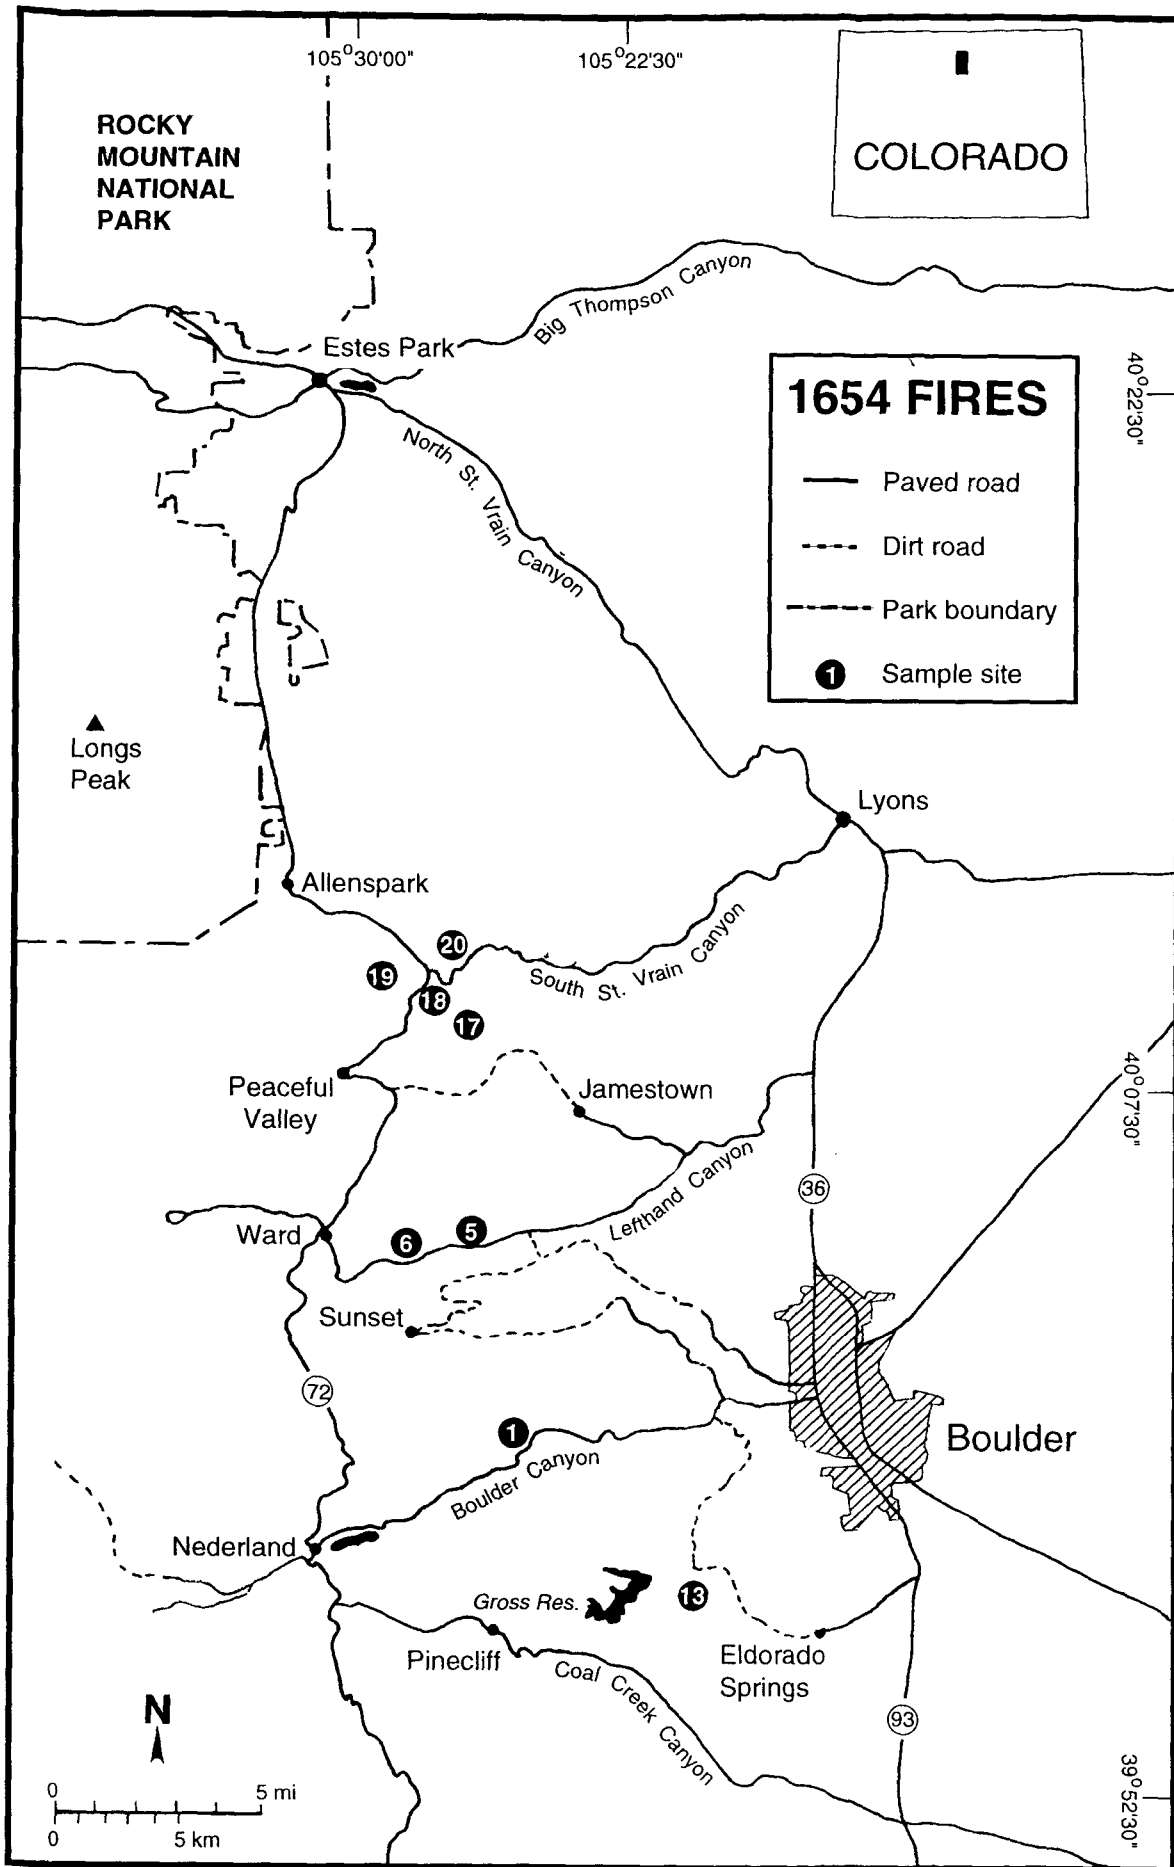 105°30'00"
105°22'30"
ROCKY
MOUNTAIN
NATIONAL
PARK
COLORADO
Big Thompson Canyon
Estes Park
40°22'30"
1654 FIRES
Paved road
Dirt road
Park boundary
1 Sample site
North St. Vrain Canyon
Longs
Peak
Lyons
Allenspark
20
19
18
17
South St. Vrain Canyon
Peaceful
Valley
Jamestown
40°07'30"
Lefthand Canyon
36
Ward
6
5
Sunset
72
1
Boulder Canyon
Boulder
Nederland
Gross Res.
13
Pinecliff
Coal Creek Canyon
Eldorado
Springs
93
N
0 5 mi
0 5 km
39°52'30"